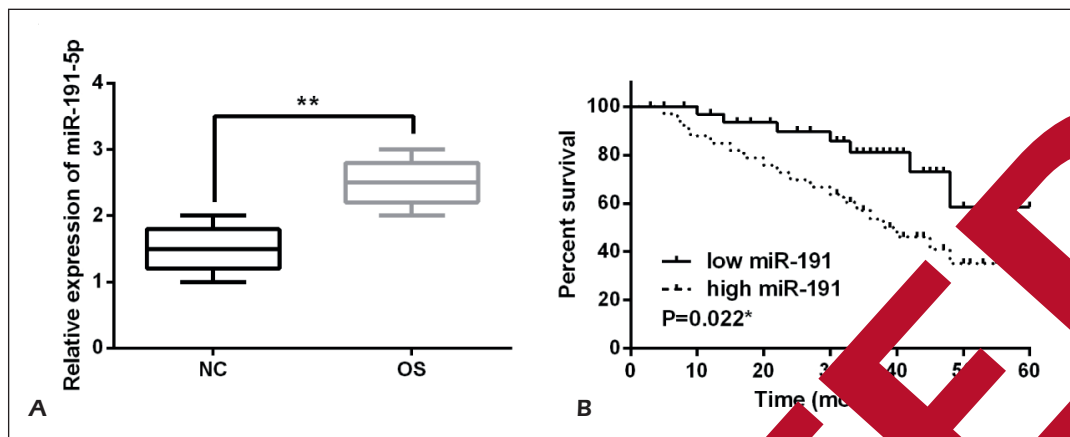 Relative expression of miR-191-5p
4
3
2
1
0
**
NC
OS
A
Percent survival
100
80
60
40
20
0
low miR-191
high miR-191
P=0.022*
0
10
20
40
60
Time
B